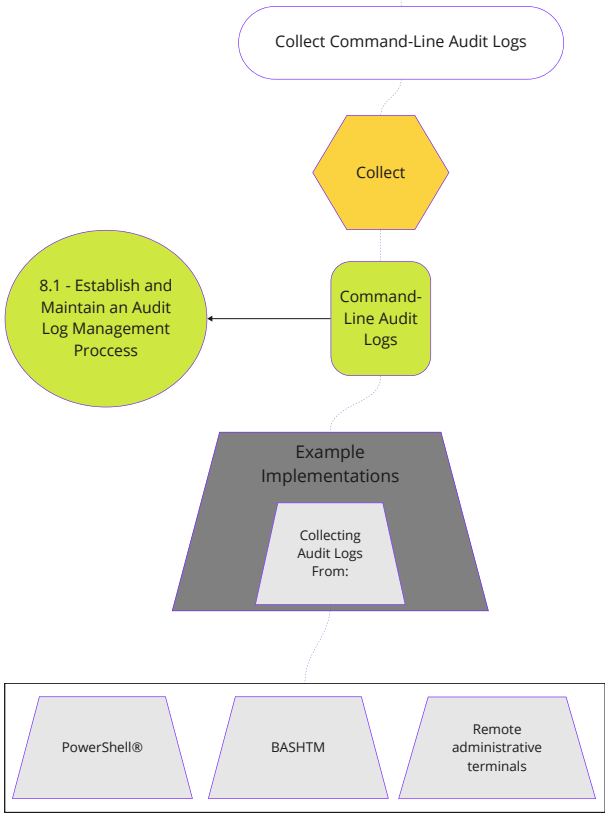 Collect Command-Line Audit Logs
Collect
8.1 - Establish and
Maintain an Audit
Log Management
Proccess
Command-
Line Audit
Logs
Example
Implementations
Collecting
Audit Logs
From:
PowerShell®
BASHTM
Remote
administrative
terminals